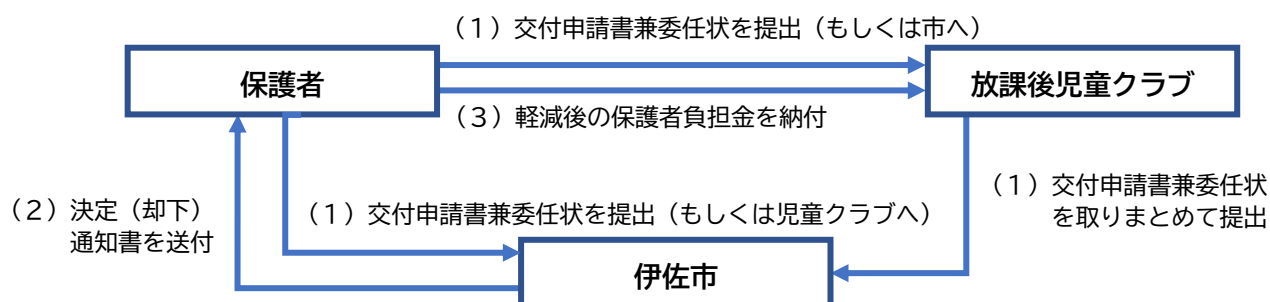 （１）交付申請書兼委任状を提出（もしくは市へ）
保護者
放課後児童クラブ
（３）軽減後の保護者負担金を納付
（２）決定（却下）
通知書を送付
（１）交付申請書兼委任状を提出（もしくは児童クラブへ）
（１）交付申請書兼委任状
を取りまとめて提出
伊佐市